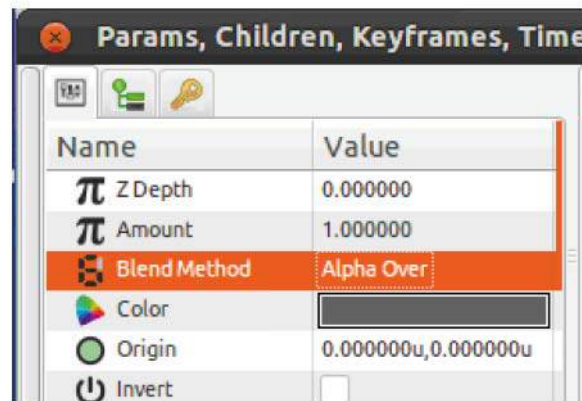 Params, Children, Keyframes, Time
Name Value
Z Depth 0.000000
Amount 1.000000
Blend Method Alpha Over
Color
Origin 0.000000u,0.000000u
Invert